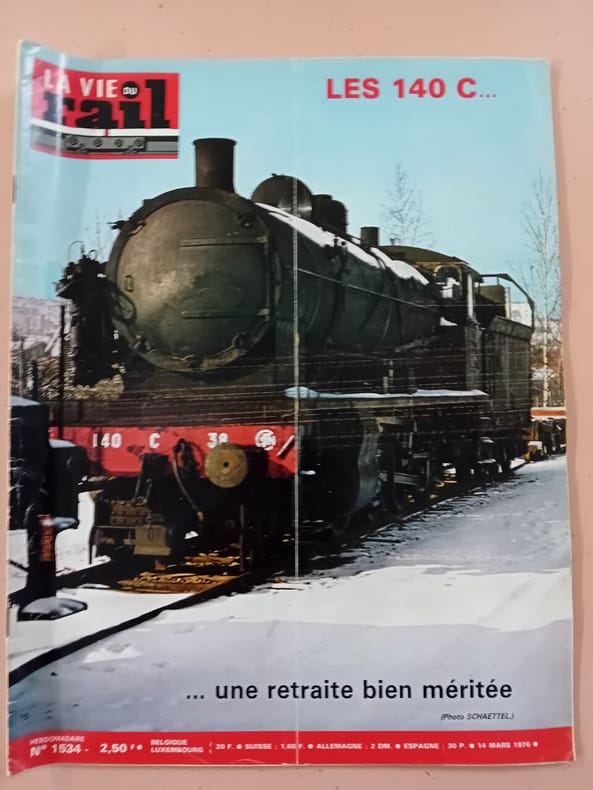 LA VIE DU
rail
LES 140 C...
140 C 38
... une retraite bien méritée
(Photo SCHAETTEL.)
HEBDOMADAIRE
N° 1534 - 2,50 F ● BELGIQUE LUXEMBOURG 20 F. ● SUISSE : 1,60 F. ● ALLEMAGNE : 2 DM. ● ESPAGNE : 30 P. ● 14 MARS 1976 ●